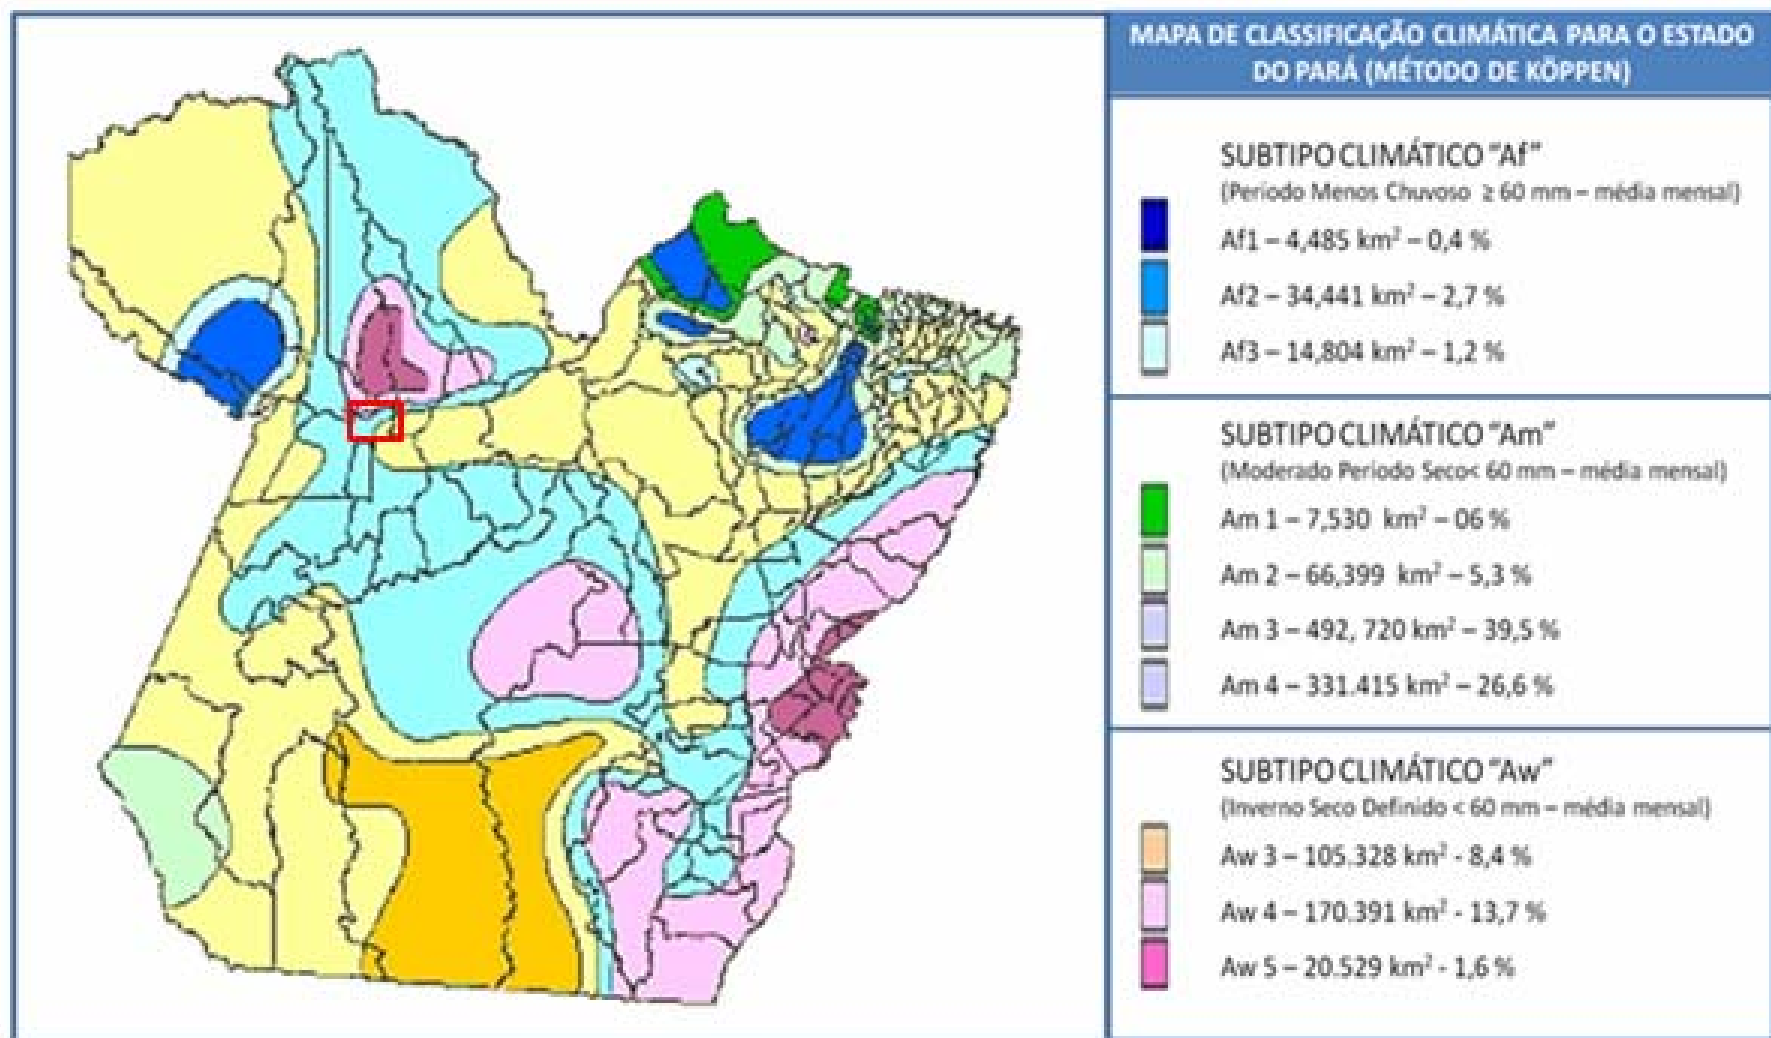 MAPA DE CLASSIFICAÇÃO CLIMÁTICA PARA O ESTADO
DO PARÁ (MÉTODO DE KÖPPEN)
SUBTIPO CLIMÁTICO "Af"
(Periodo Menos Chuvoso ≥ 60 mm – média mensal)
Af1 – 4,485 km² – 0,4 %
Af2 – 34,441 km² – 2,7 %
Af3 – 14,804 km² – 1,2 %
SUBTIPO CLIMÁTICO "Am"
(Moderado Periodo Seco< 60 mm – média mensal)
Am 1 – 7,530 km² – 06 %
Am 2 – 66,399 km² – 5,3 %
Am 3 – 492, 720 km² – 39,5 %
Am 4 – 331.415 km² – 26,6 %
SUBTIPO CLIMÁTICO "Aw"
(Inverno Seco Definido < 60 mm – média mensal)
Aw 3 – 105.328 km² - 8,4 %
Aw 4 – 170.391 km² - 13,7 %
Aw 5 – 20.529 km² - 1,6 %